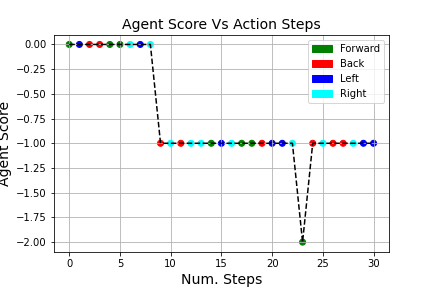 Agent Score Vs Action Steps
Agent Score
0.00
−0.25
−0.50
−0.75
−1.00
−1.25
−1.50
−1.75
−2.00
Forward
Back
Left
Right
0 5 10 15 20 25 30
Num. Steps